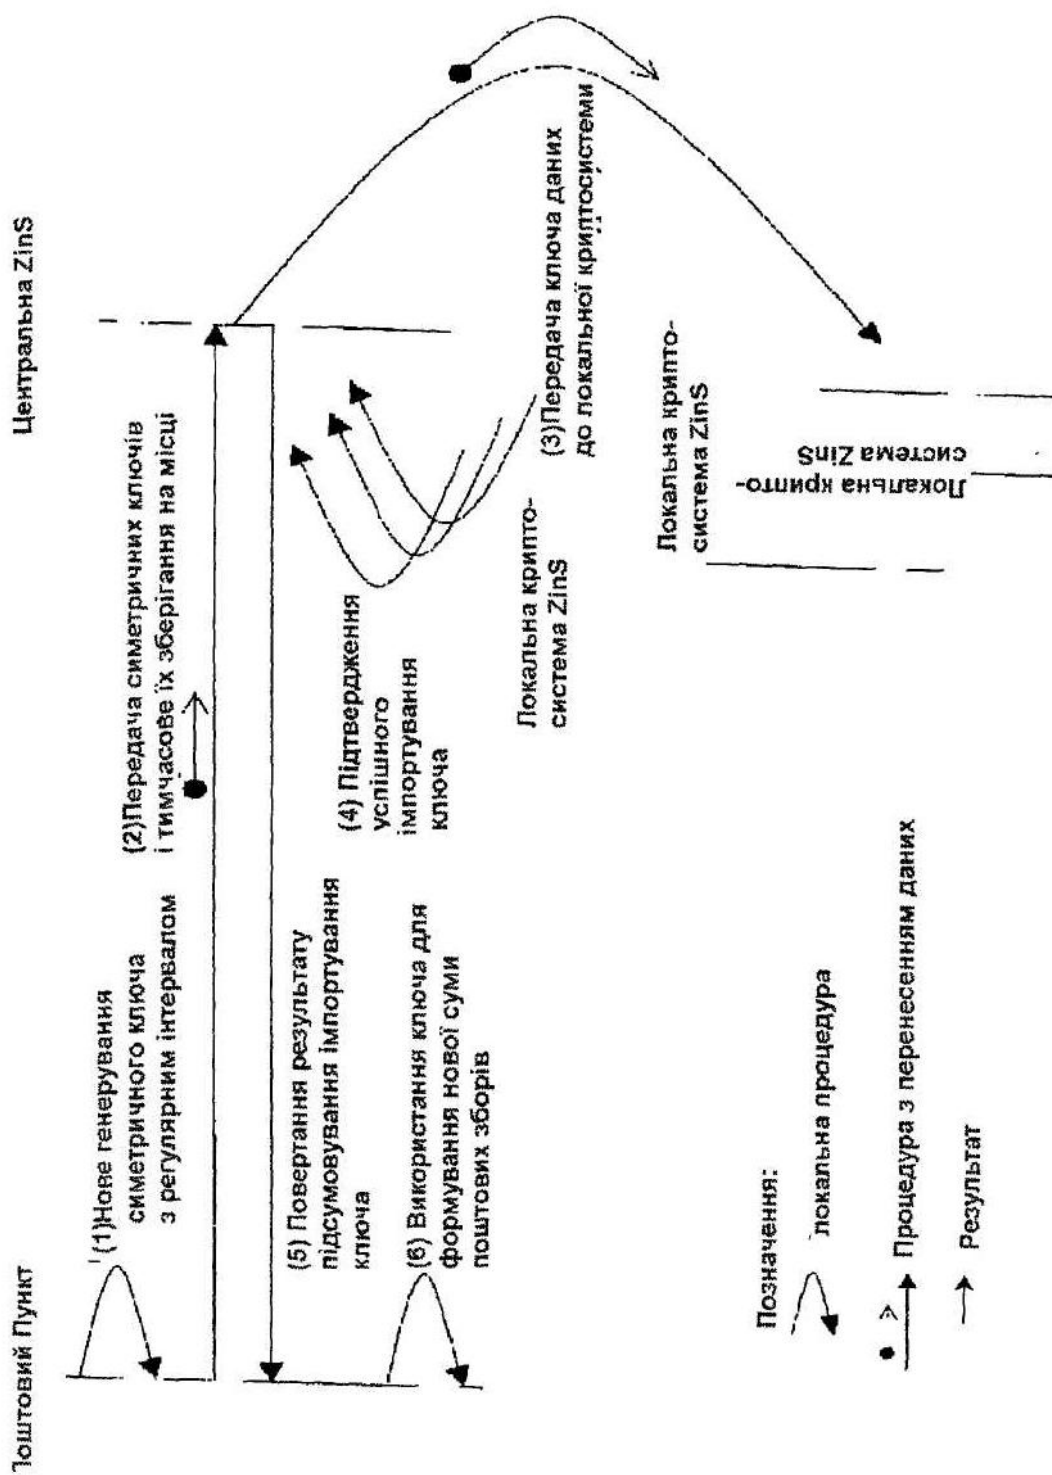 Поштовий Пункт
Центральна ZinS
(1)Нове генерування
симетричного ключа
з регулярним інтервалом
(2)Передача симетричних ключів
і тимчасове їх зберігання на місці
(3)Передача ключа даних
до локальної криптосистеми
(4) Підтвердження
успішного
імпортування
ключа
(5) Повертання результату
підсумовування імпортування
ключа
(6) Використання ключа для
формування нової суми
поштових зборів
Локальна крипто-
система ZinS
Локальна крипто-
система ZinS
Локальна крипто-
система ZinS
Позначення:
локальна процедура
Процедура з перенесенням даних
Результат